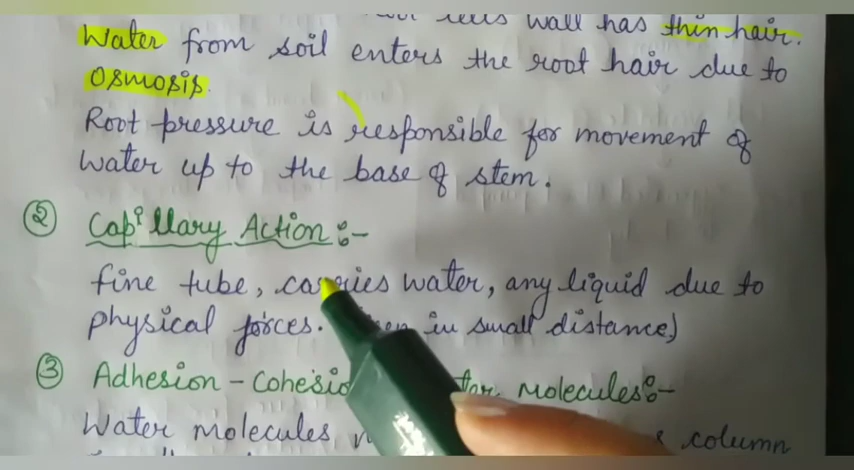 wall has thin hair.
Water from soil enters the root hair due to
osmosis.
Root pressure is responsible for movement of
water up to the base of stem.
② Capillary Action :-
fine tube, carries water, any liquid due to
physical forces. in small distance)
③ Adhesion - Cohesio molecules :-
Water molecules column